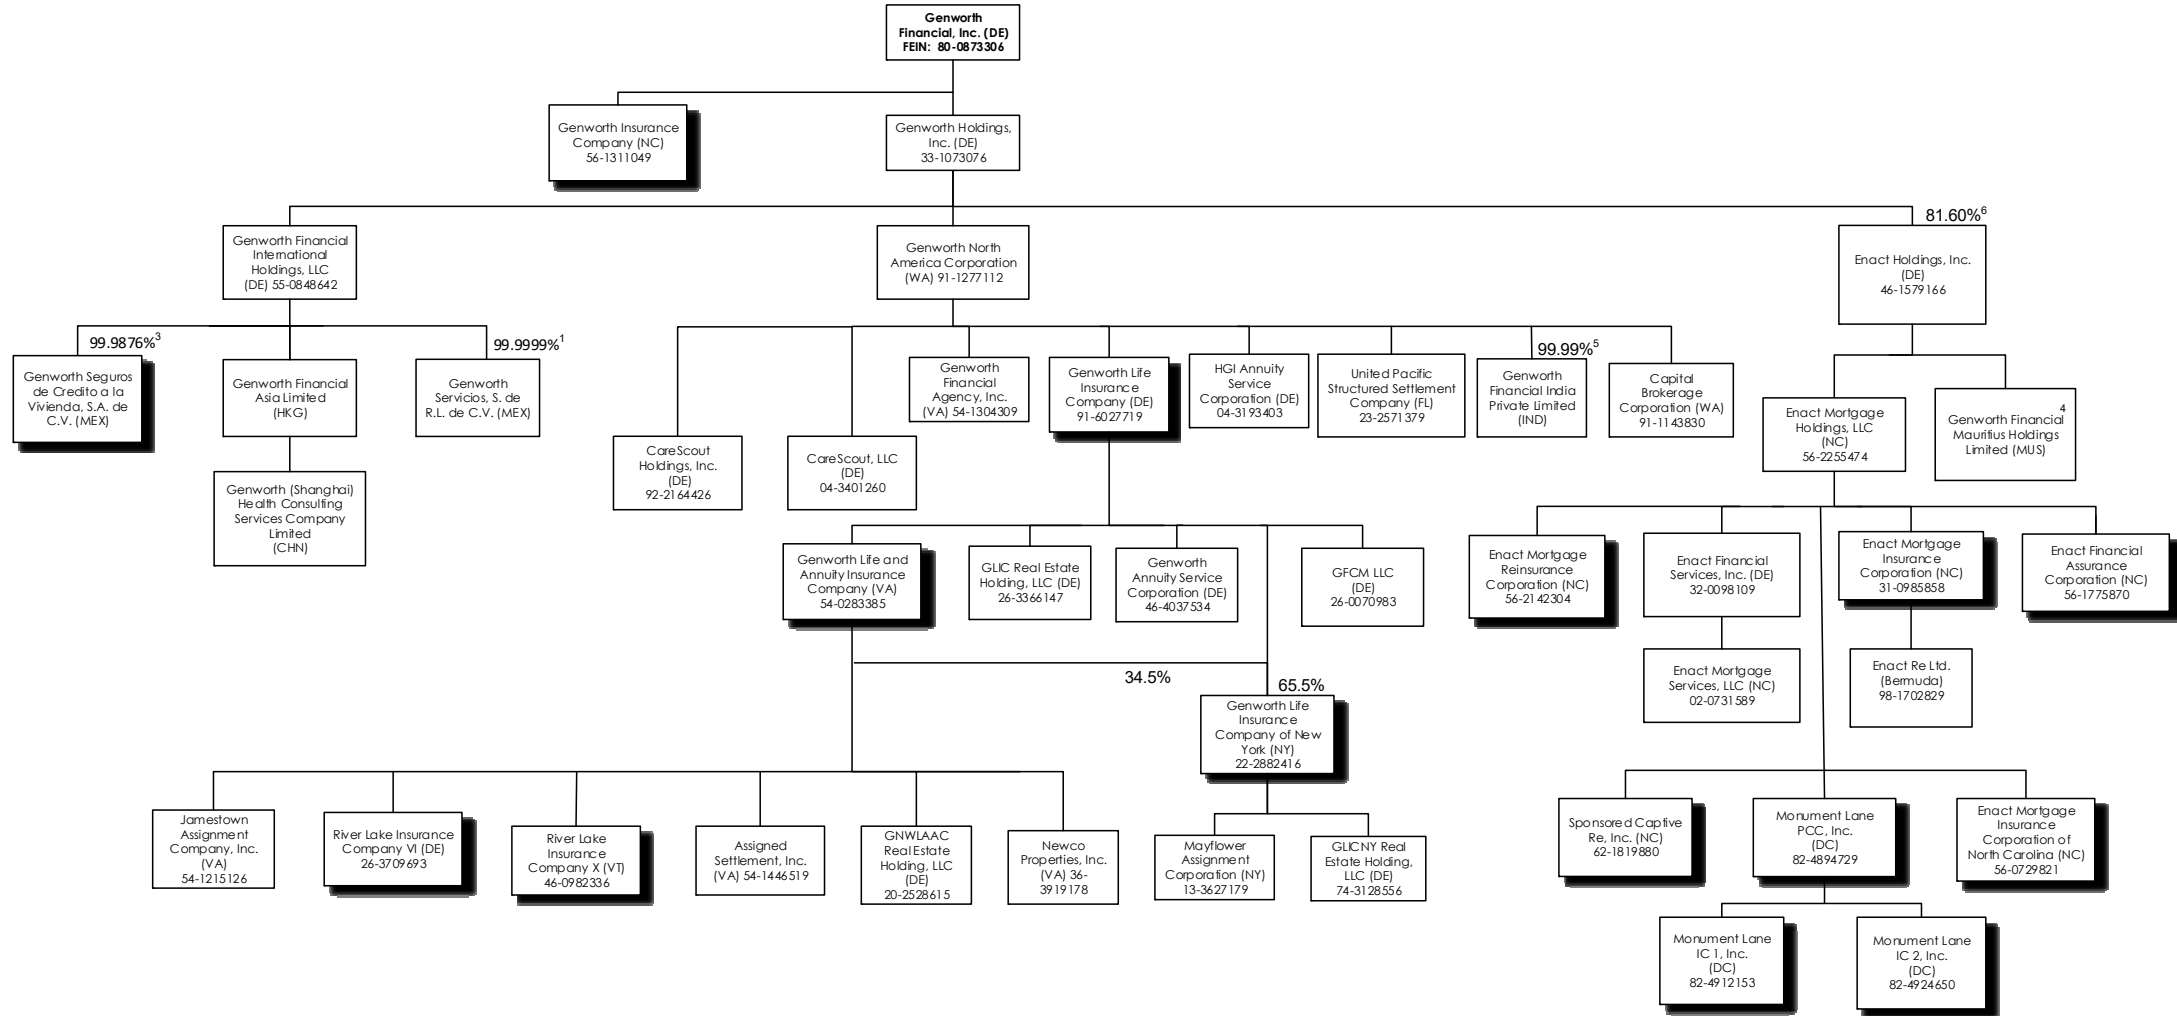 Genworth
Financial, Inc. (DE)
FEIN: 80-0873306
Genworth Insurance
Company (NC)
56-1311049
Genworth Holdings,
Inc. (DE)
33-1073076
Genworth Financial
International
Holdings, LLC
(DE) 55-0848642
Genworth North
America Corporation
(WA) 91-1277112
81.60%6
Enact Holdings, Inc.
(DE)
46-1579166
99.9876%3
Genworth Seguros
de Credito a la
Vivienda, S.A. de
C.V. (MEX)
Genworth Financial
Asia Limited
(HKG)
99.9999%1
Genworth
Servicios, S. de
R.L. de C.V. (MEX)
Genworth (Shanghai)
Health Consulting
Services Company
Limited
(CHN)
CareScout
Holdings, Inc.
(DE)
92-2164426
CareScout, LLC
(DE)
04-3401260
Genworth
Financial
Agency, Inc.
(VA) 54-1304309
Genworth Life
Insurance
Company (DE)
91-6027719
HGI Annuity
Service
Corporation (DE)
04-3193403
United Pacific
Structured Settlement
Company (FL)
23-2571379
99.99%5
Genworth
Financial India
Private Limited
(IND)
Capital
Brokerage
Corporation (WA)
91-1143830
Enact Mortgage
Holdings, LLC
(NC)
56-2255474
4
Genworth Financial
Mauritius Holdings
Limited (MUS)
Genworth Life and
Annuity Insurance
Company (VA)
54-0283385
GLIC Real Estate
Holding, LLC (DE)
26-3366147
Genworth
Annuity Service
Corporation (DE)
46-4037534
GFCM LLC
(DE)
26-0070983
Enact Mortgage
Reinsurance
Corporation (NC)
56-2142304
Enact Financial
Services, Inc. (DE)
32-0098109
Enact Mortgage
Insurance
Corporation (NC)
31-0985858
Enact Financial
Assurance
Corporation (NC)
56-1775870
Enact Mortgage
Services, LLC (NC)
02-0731589
Enact Re Ltd.
(Bermuda)
98-1702829
34.5%
65.5%
Genworth Life
Insurance
Company of New
York (NY)
22-2882416
Jamestown
Assignment
Company, Inc.
(VA)
54-1215126
River Lake Insurance
Company VI (DE)
26-3709693
River Lake
Insurance
Company X (VT)
46-0982336
Assigned
Settlement, Inc.
(VA) 54-1446519
GNWLAAC
Real Estate
Holding, LLC
(DE)
20-2528615
Newco
Properties, Inc.
(VA) 36-
3919178
Mayflower
Assignment
Corporation (NY)
13-3627179
GLICNY Real
Estate Holding,
LLC (DE)
74-3128556
Sponsored Captive
Re, Inc. (NC)
62-1819880
Monument Lane
PCC, Inc.
(DC)
82-4894729
Enact Mortgage
Insurance
Corporation of
North Carolina (NC)
56-0729821
Monument Lane
IC 1, Inc.
(DC)
82-4912153
Monument Lane
IC 2, Inc.
(DC)
82-4924650